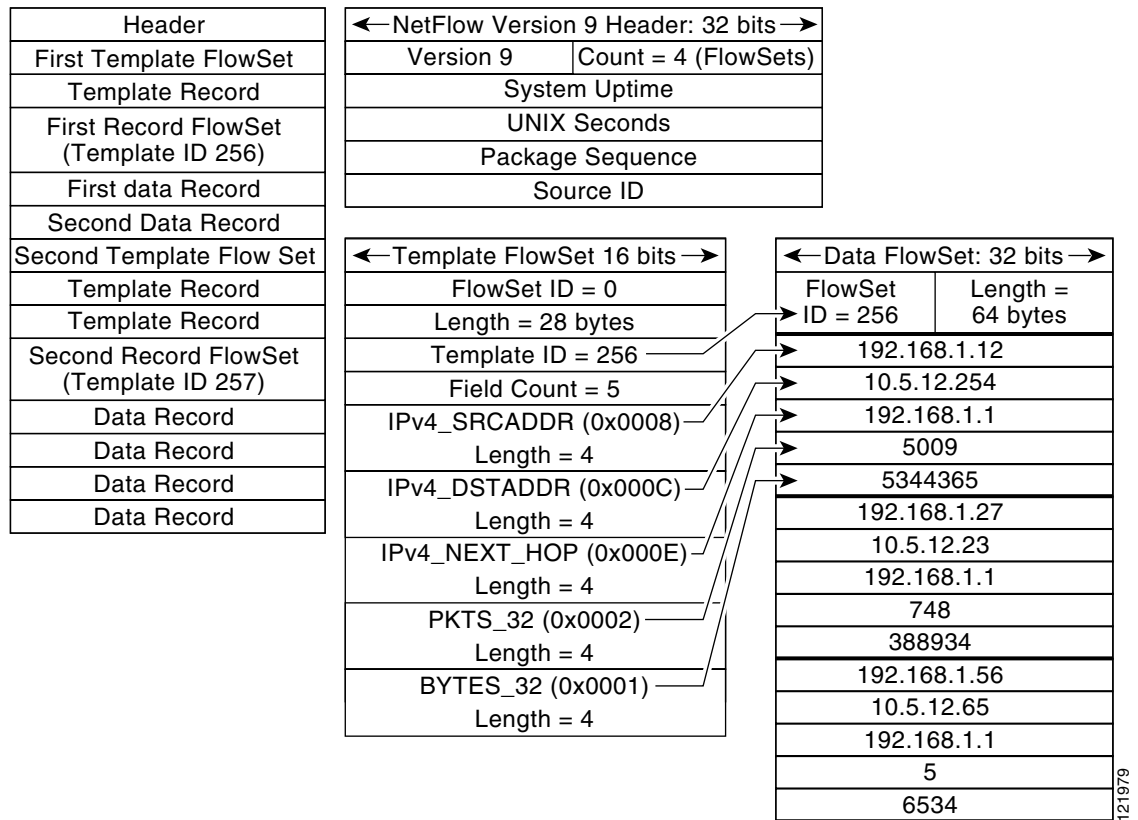 Header
First Template FlowSet
Template Record
First Record FlowSet
(Template ID 256)
First data Record
Second Data Record
Second Template Flow Set
Template Record
Template Record
Second Record FlowSet
(Template ID 257)
Data Record
Data Record
Data Record
Data Record
NetFlow Version 9 Header: 32 bits
Version 9
Count = 4 (FlowSets)
System Uptime
UNIX Seconds
Package Sequence
Source ID
Template FlowSet 16 bits
FlowSet ID = 0
Length = 28 bytes
Template ID = 256
Field Count = 5
IPv4_SRCADDR (0x0008)
Length = 4
IPv4_DSTADDR (0x000C)
Length = 4
IPv4_NEXT_HOP (0x000E)
Length = 4
PKTS_32 (0x0002)
Length = 4
BYTES_32 (0x0001)
Length = 4
Data FlowSet: 32 bits
FlowSet
ID = 256
Length =
64 bytes
192.168.1.12
10.5.12.254
192.168.1.1
5009
5344365
192.168.1.27
10.5.12.23
192.168.1.1
748
388934
192.168.1.56
10.5.12.65
192.168.1.1
5
6534
121979